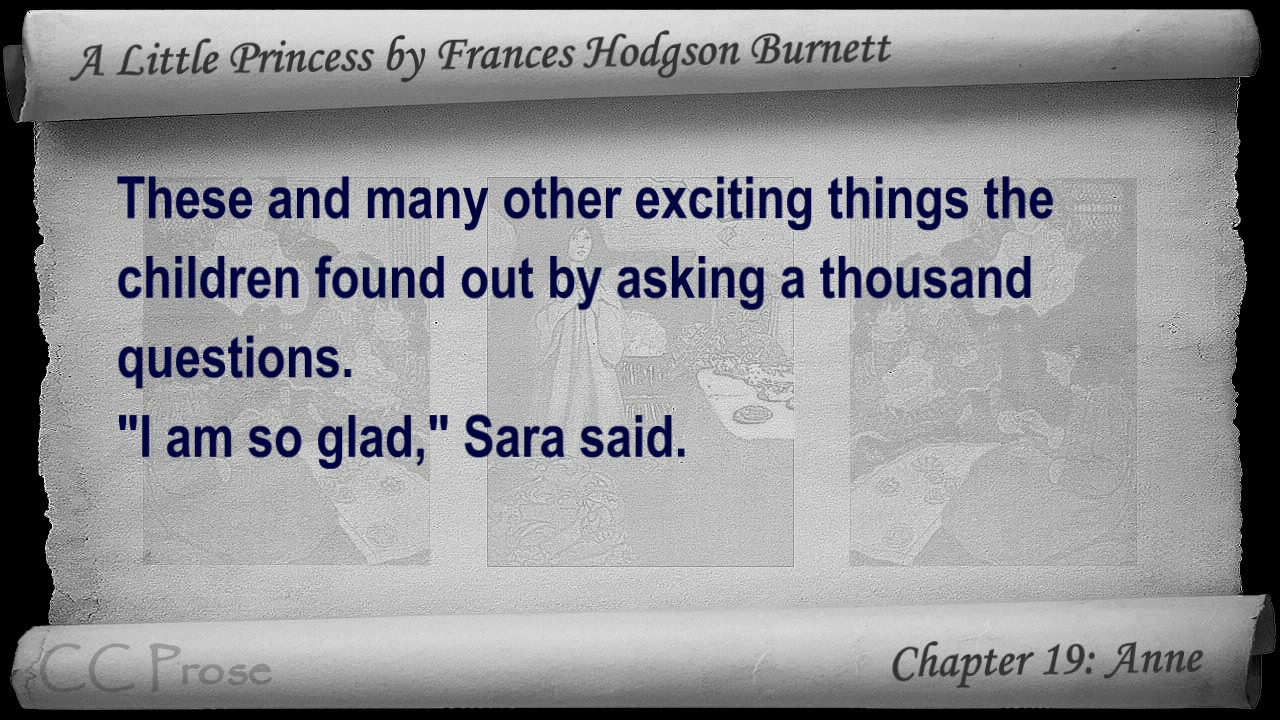 A Little Princess by Frances Hodgson Burnett
These and many other exciting things the
children found out by asking a thousand
questions.
"I am so glad," Sara said.
CC Prose
Chapter 19: Anne